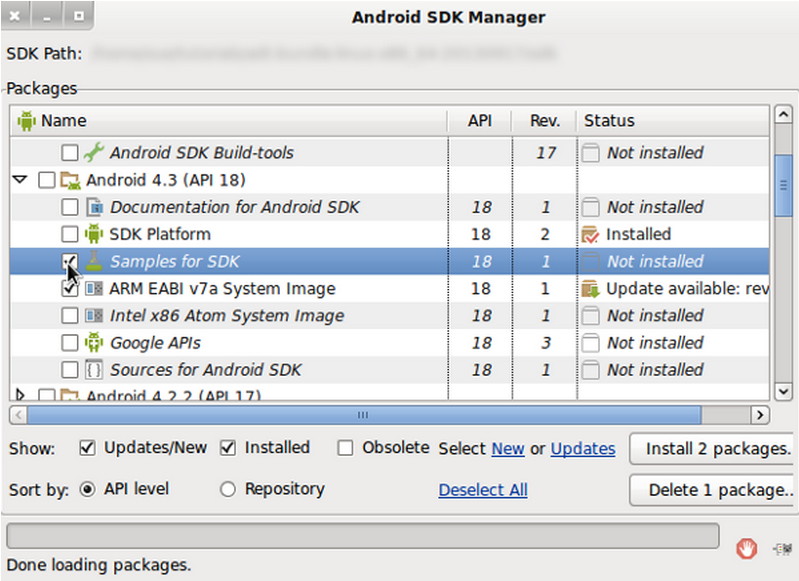 Android SDK Manager
SDK Path:
Packages
Name API Rev. Status
Android SDK Build-tools 17 Not installed
Android 4.3 (API 18)
Documentation for Android SDK 18 1 Not installed
SDK Platform 18 2 Installed
Samples for SDK 18 1 Not installed
ARM EABI v7a System Image 18 1 Update available: rev
Intel x86 Atom System Image 18 1 Not installed
Google APIs 18 3 Not installed
Sources for Android SDK 18 1 Not installed
Android 4.2.2 (API 17)
Show: Updates/New Installed Obsolete Select New or Updates Install 2 packages.
Sort by: API level Repository Deselect All Delete 1 package..
Done loading packages.